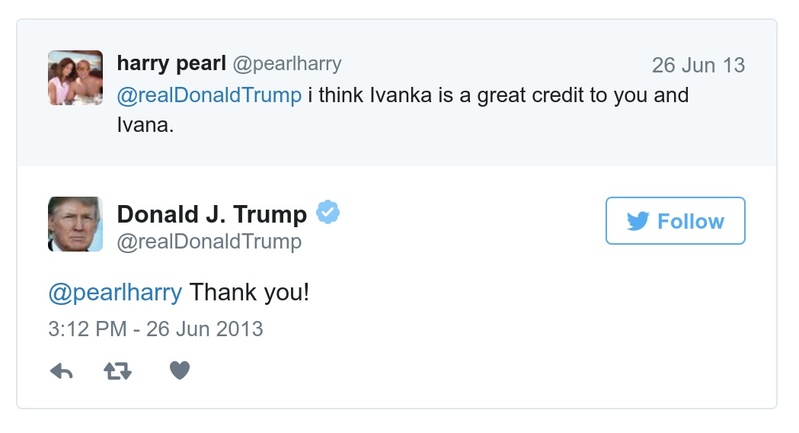 harry pearl @pearlharry 26 Jun 13
@realDonaldTrump i think Ivanka is a great credit to you and
Ivana.
Donald J. Trump
@realDonaldTrump
Follow
@pearlharry Thank you!
3:12 PM - 26 Jun 2013